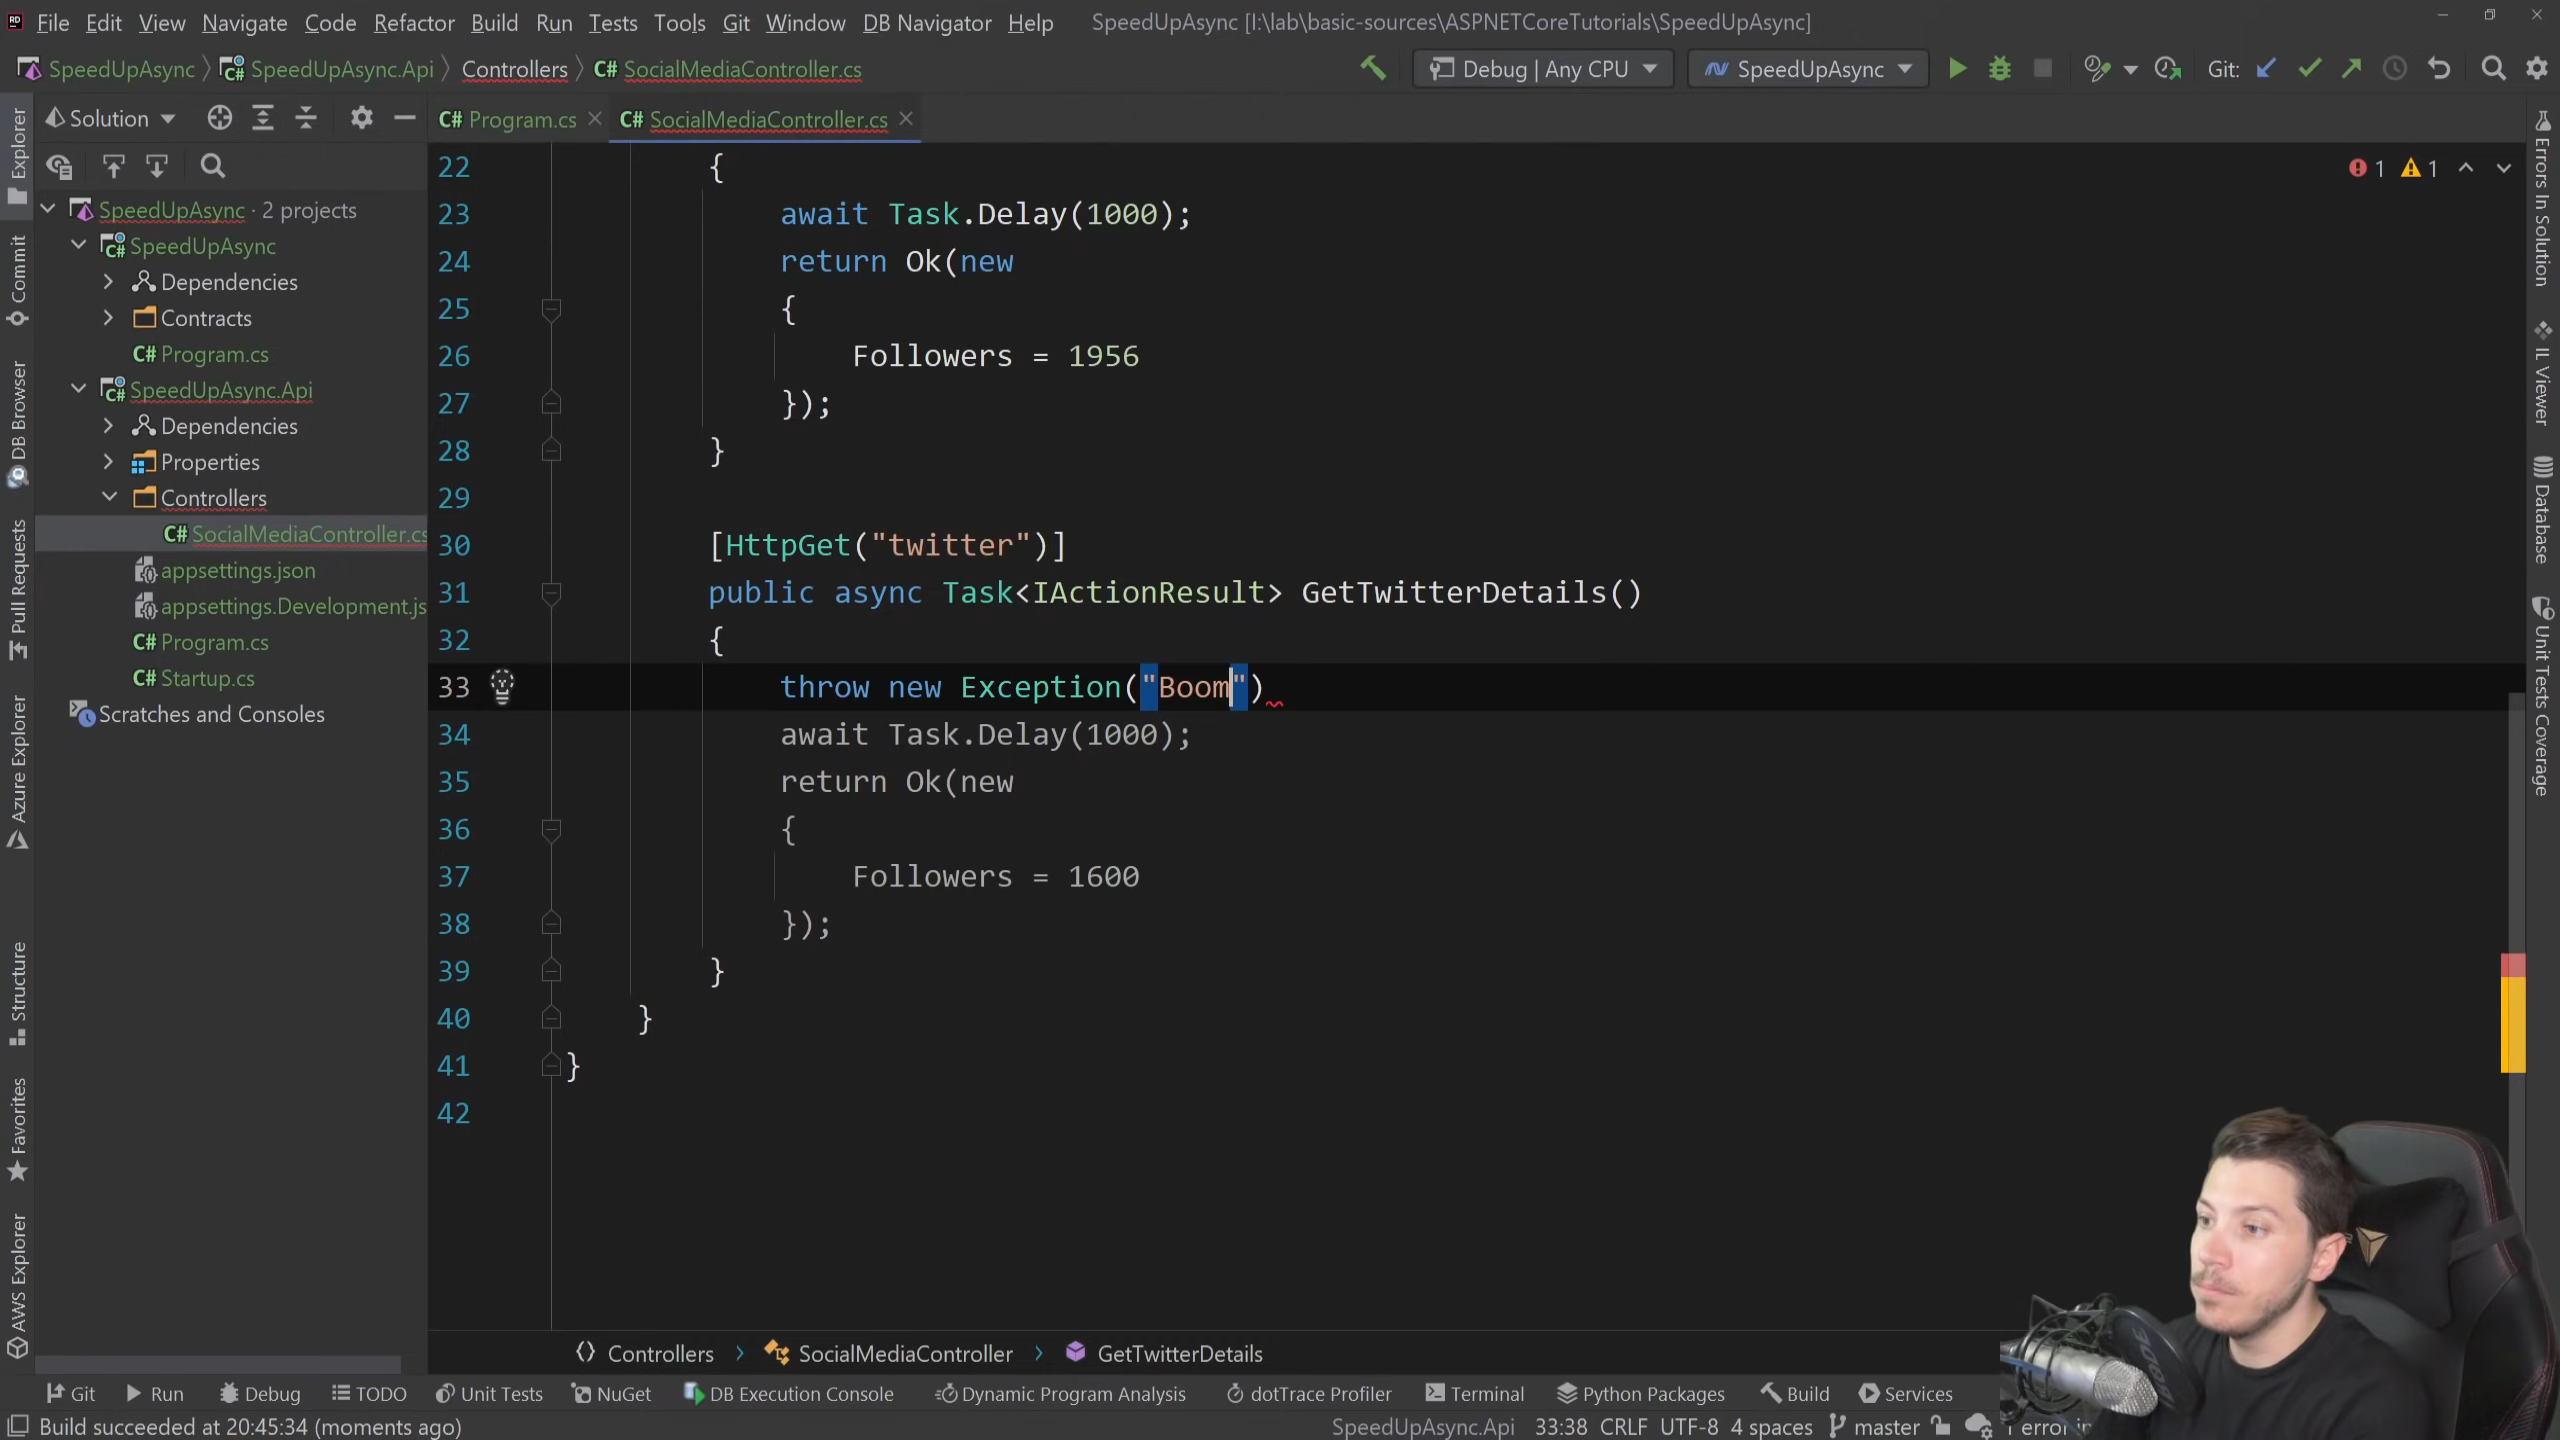 File Edit View Navigate Code Refactor Build Run Tests Tools Git Window DB Navigator Help SpeedUpAsync [I:\lab\basic-sources\ASPNETCoreTutorials\SpeedUpAsync]
SpeedUpAsync SpeedUpAsync.Api Controllers C# SocialMediaController.cs Debug | Any CPU SpeedUpAsync Git:
Solution
C# Program.cs C# SocialMediaController.cs
SpeedUpAsync · 2 projects
SpeedUpAsync
Dependencies
Contracts
C# Program.cs
SpeedUpAsync.Api
Dependencies
Properties
Controllers
C# SocialMediaController.cs
appsettings.json
appsettings.Development.js
C# Program.cs
C# Startup.cs
Scratches and Consoles
Explorer
Commit
DB Browser
Pull Requests
Azure Explorer
Structure
Favorites
AWS Explorer
22 {
23 await Task.Delay(1000);
24 return Ok(new
25 {
26 Followers = 1956
27 });
28 }
29
30 [HttpGet("twitter")]
31 public async Task<IActionResult> GetTwitterDetails()
32 {
33 throw new Exception("Boom")
34 await Task.Delay(1000);
35 return Ok(new
36 {
37 Followers = 1600
38 });
39 }
40 }
41 }
42
1 1
Errors In Solution
IL Viewer
Database
Unit Tests Coverage
Controllers SocialMediaController GetTwitterDetails
Git Run Debug TODO Unit Tests NuGet DB Execution Console Dynamic Program Analysis dotTrace Profiler Terminal Python Packages Build Services
Build succeeded at 20:45:34 (moments ago) SpeedUpAsync.Api 33:38 CRLF UTF-8 4 spaces master 1 error in